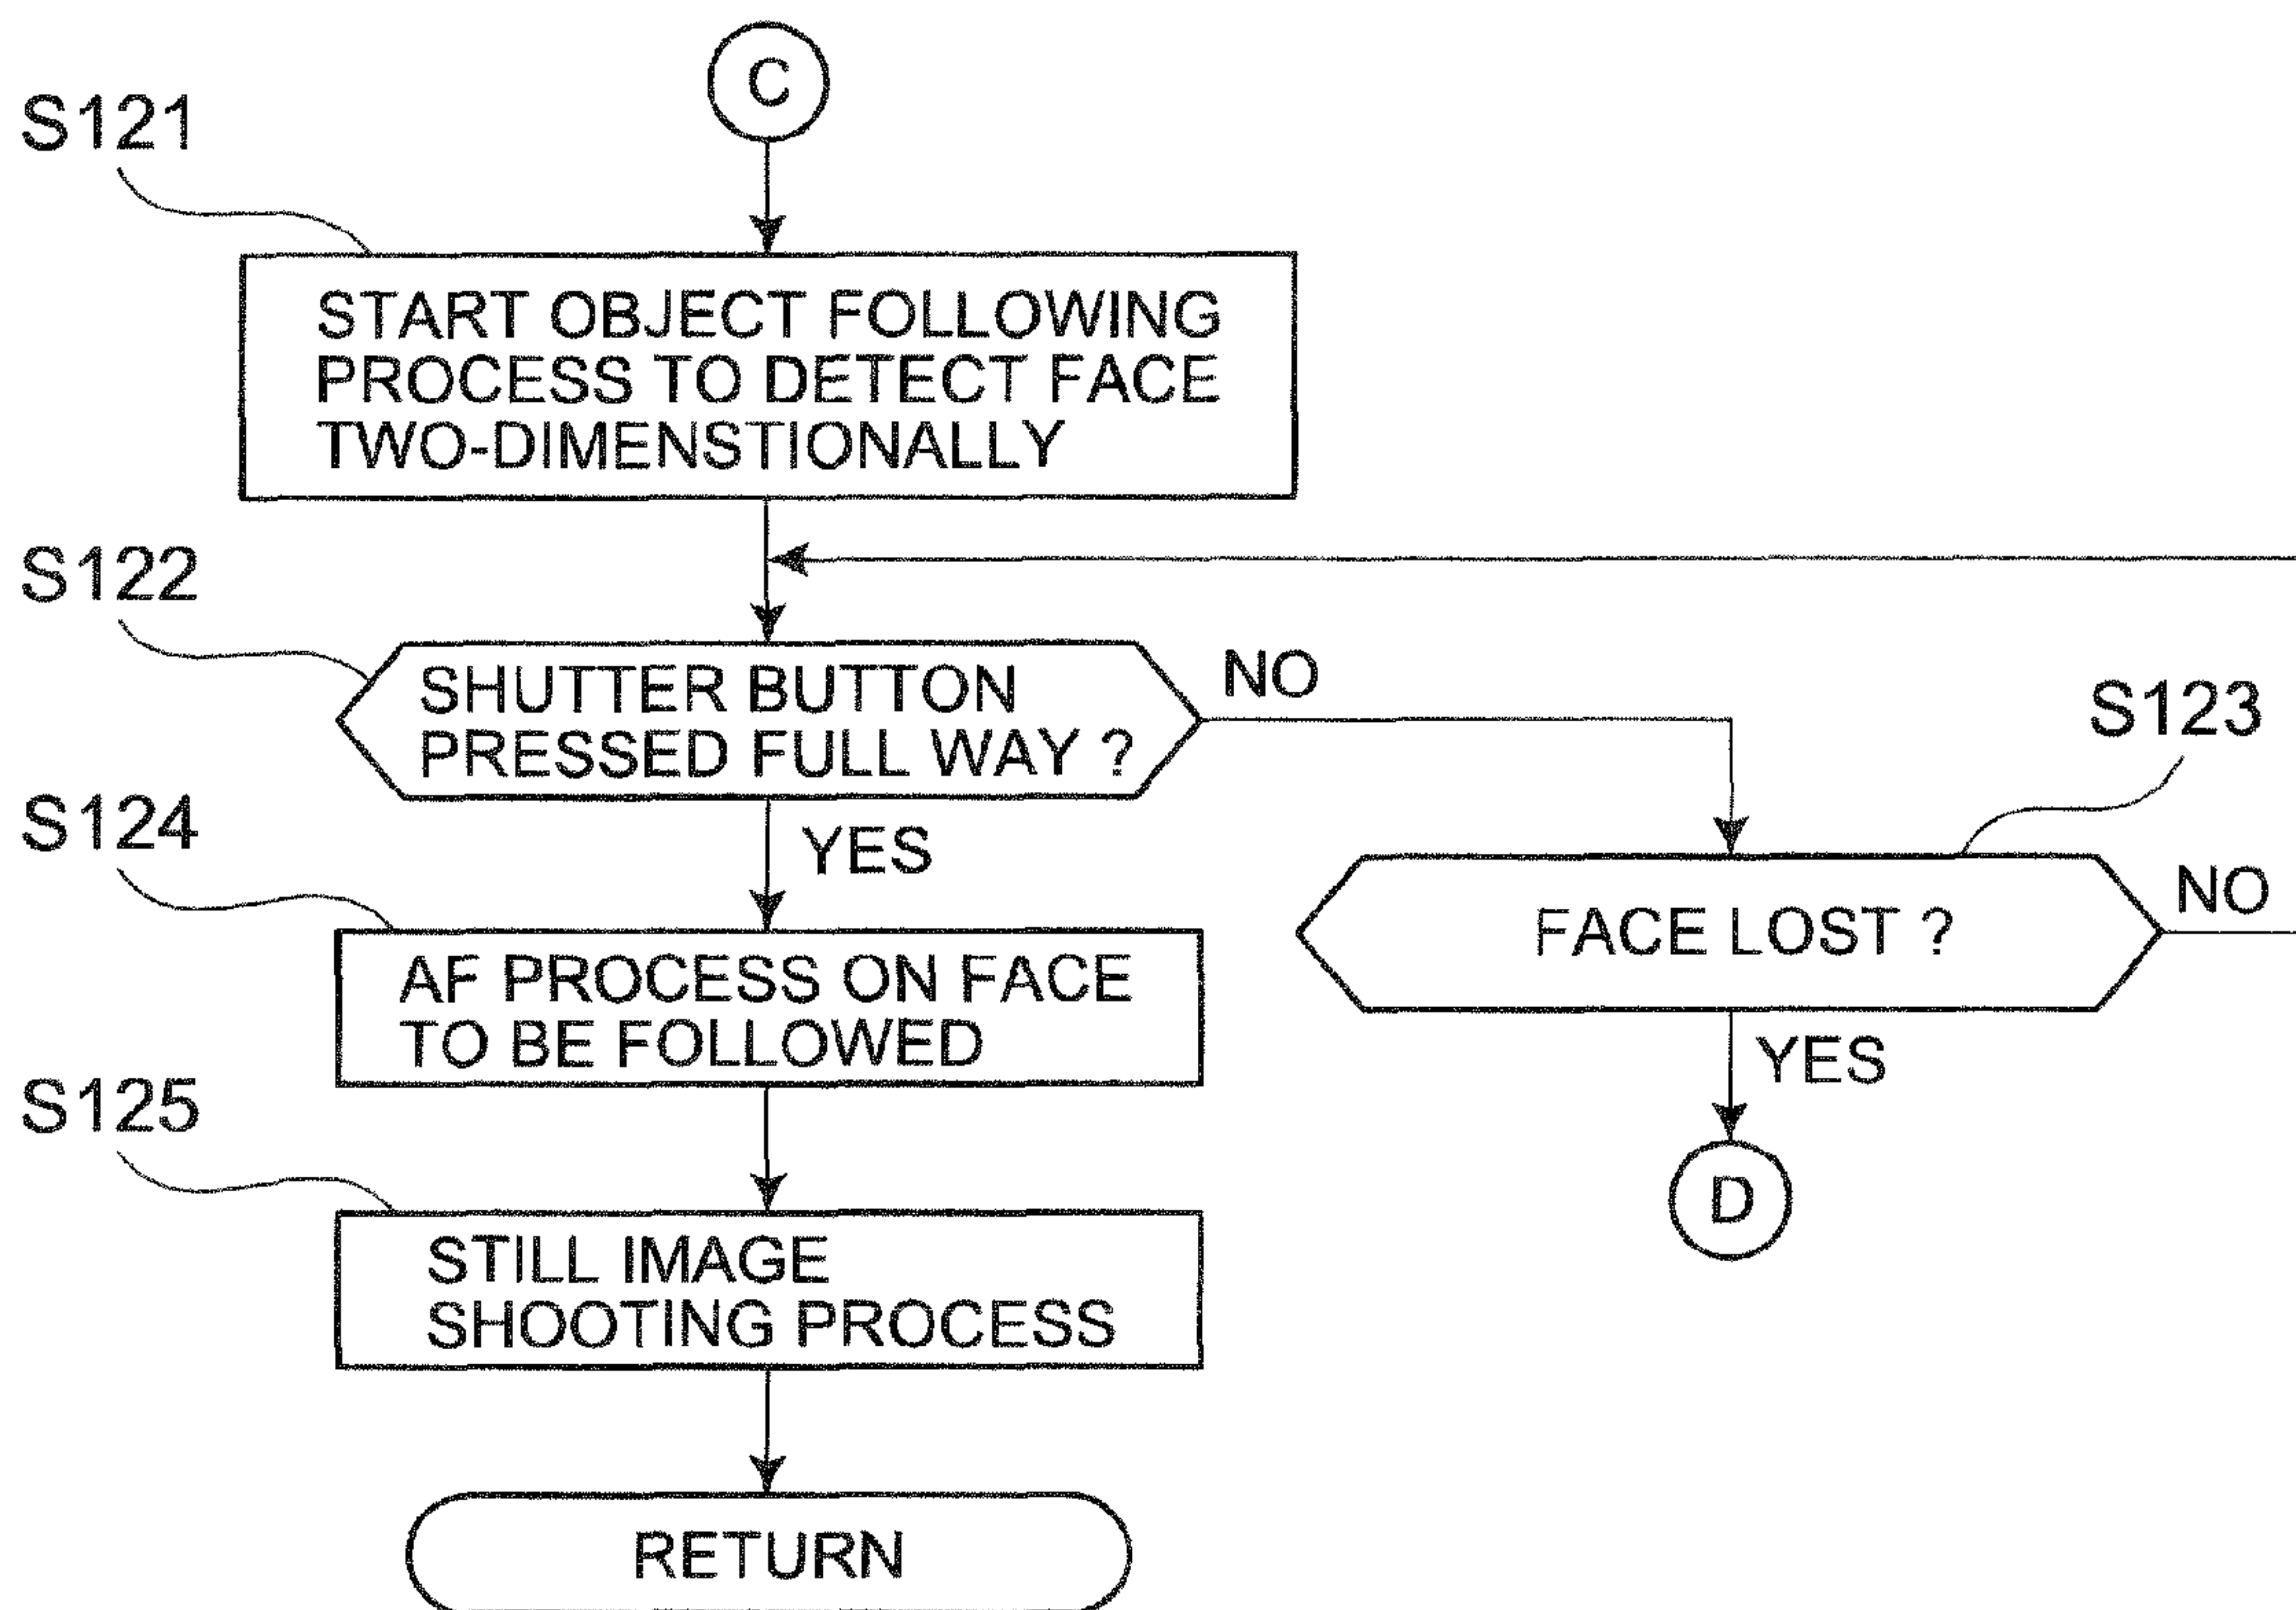 C
S121
START OBJECT FOLLOWING
PROCESS TO DETECT FACE
TWO-DIMENSTIONALLY
S122
SHUTTER BUTTON
PRESSED FULL WAY ?
NO
S123
FACE LOST ?
NO
YES
D
YES
S124
AF PROCESS ON FACE
TO BE FOLLOWED
S125
STILL IMAGE
SHOOTING PROCESS
RETURN